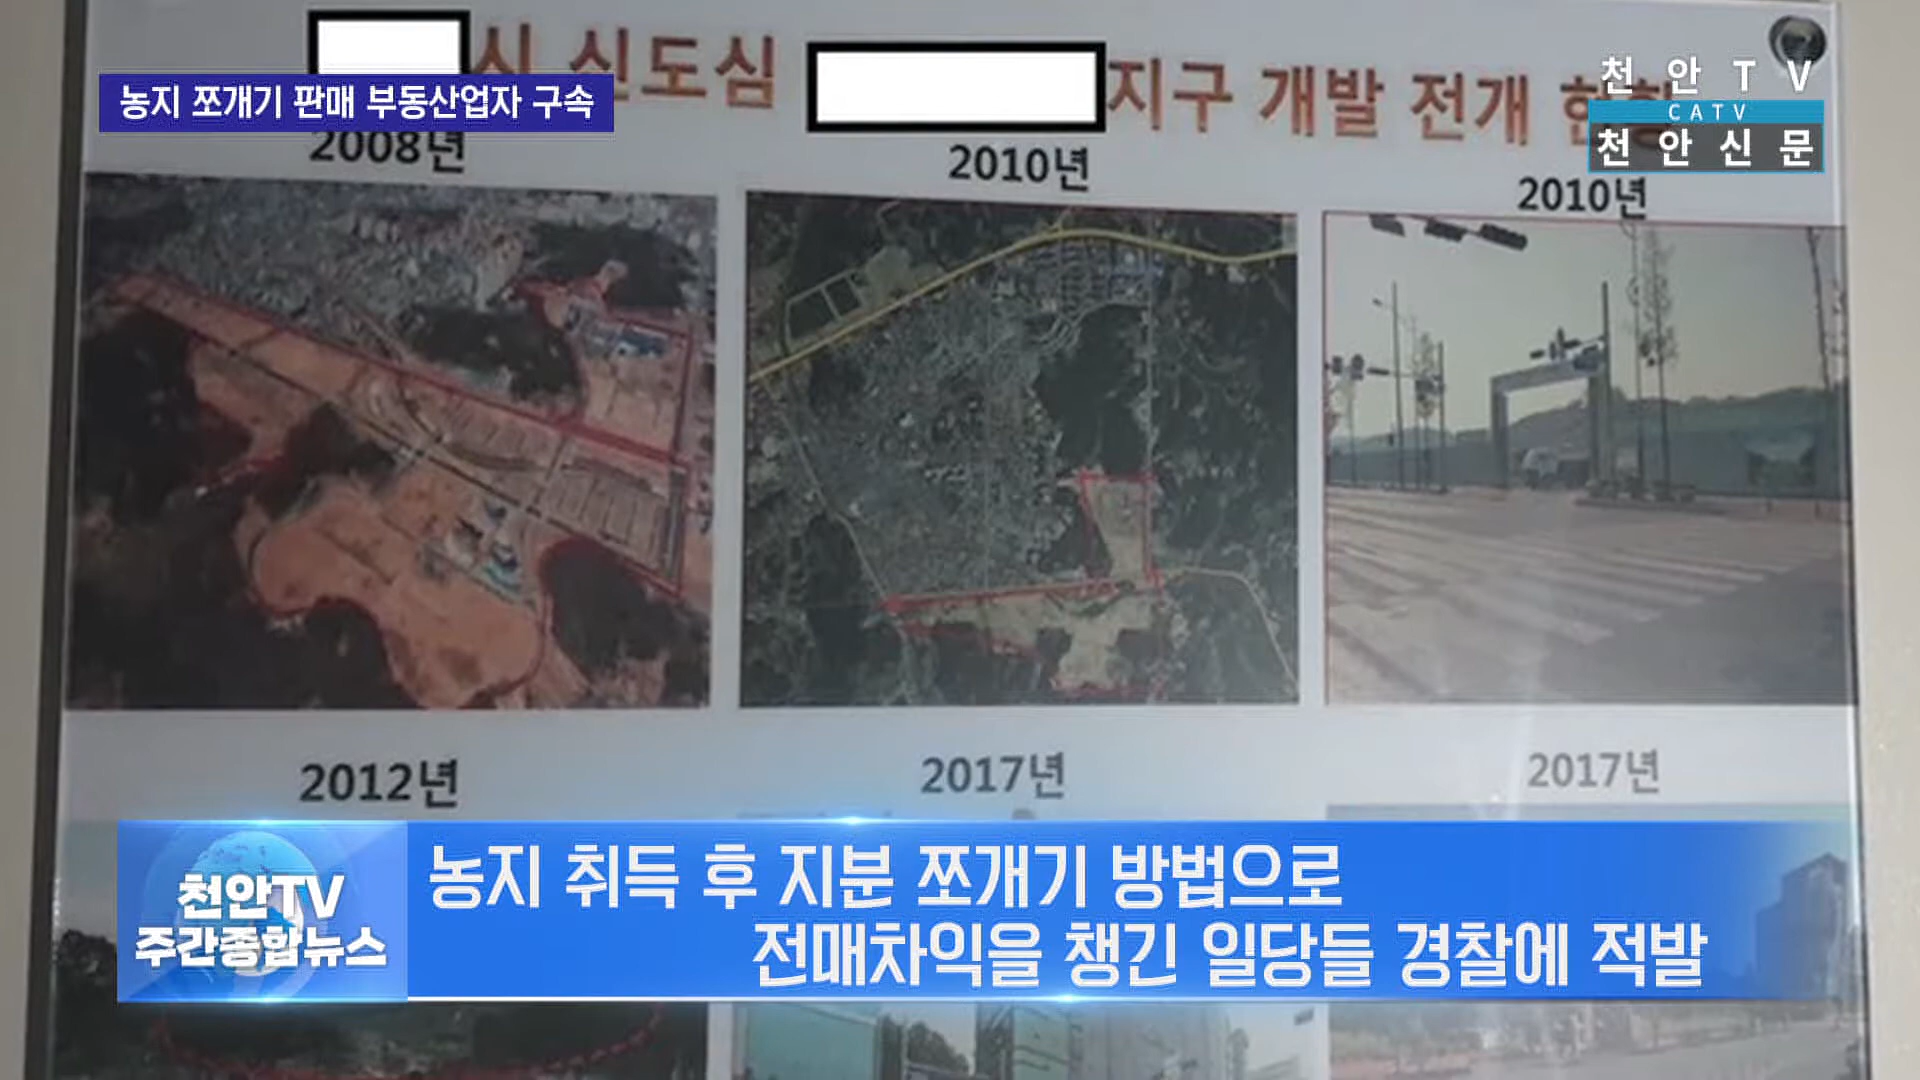 시 신도심 지구 개발 전개 현황
농지 쪼개기 판매 부동산업자 구속
천안TV
CATV
천안신문
2008년
2010년
2010년
2012년
2017년
2017년
천안TV
주간종합뉴스
농지 취득 후 지분 쪼개기 방법으로
전매차익을 챙긴 일당들 경찰에 적발